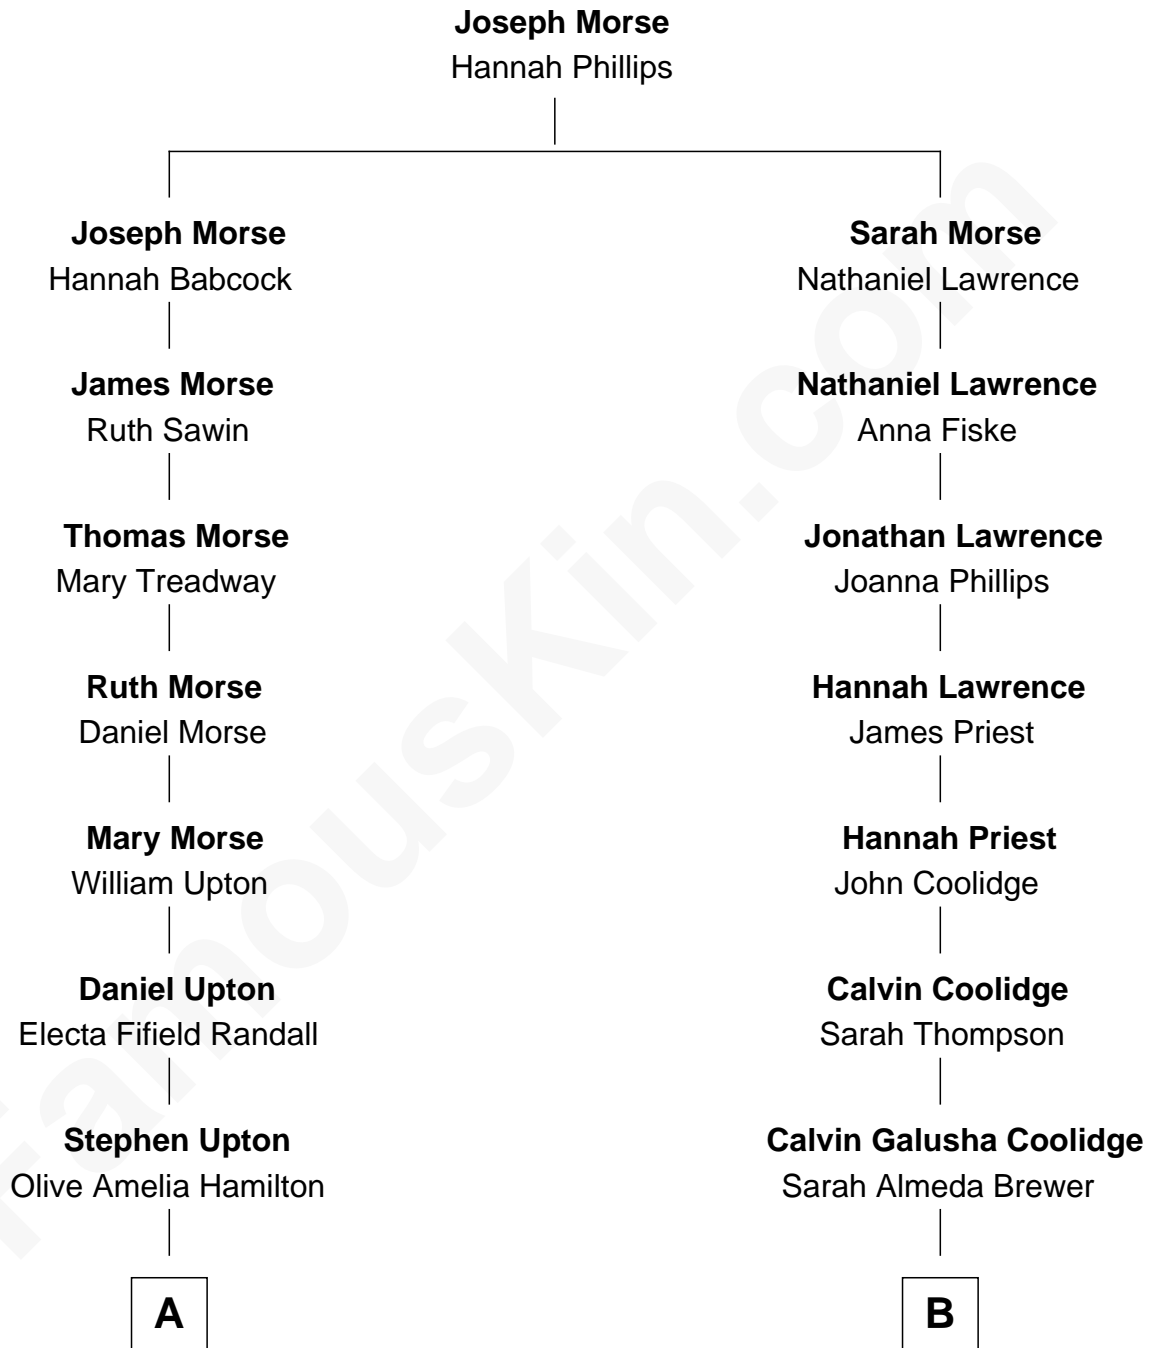 Joseph Morse
Hannah Phillips
Joseph Morse
Hannah Babcock
James Morse
Ruth Sawin
Thomas Morse
Mary Treadway
Ruth Morse
Daniel Morse
Mary Morse
William Upton
Daniel Upton
Electa Fifield Randall
Stephen Upton
Olive Amelia Hamilton
A
Sarah Morse
Nathaniel Lawrence
Nathaniel Lawrence
Anna Fiske
Jonathan Lawrence
Joanna Phillips
Hannah Lawrence
James Priest
Hannah Priest
John Coolidge
Calvin Coolidge
Sarah Thompson
Calvin Galusha Coolidge
Sarah Almeda Brewer
B
FamousKin.com